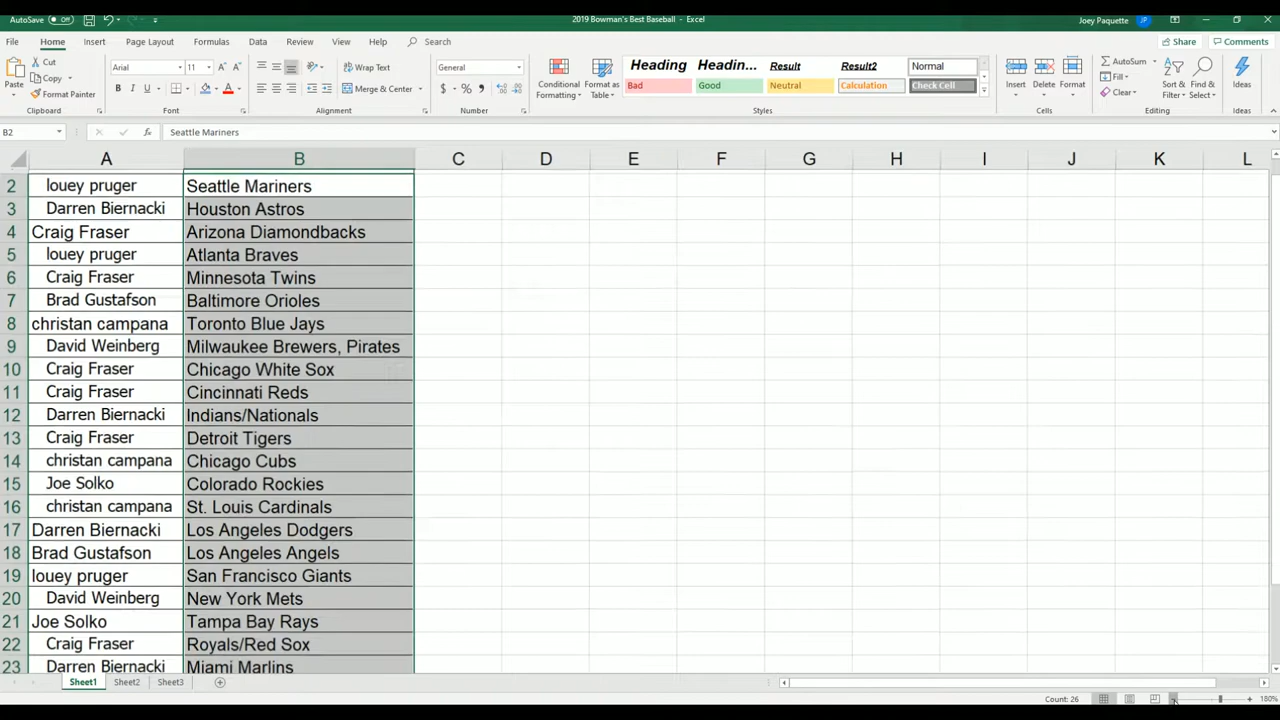 AutoSave Off 2019 Bowman's Best Baseball - Excel Joey Paquette JP
File Home Insert Page Layout Formulas Data Review View Help Search Share Comments
Cut Arial 11 Wrap Text General Heading Headin... Result Result2 Normal AutoSum
Paste Copy Conditional Formatting Format as Table Insert Delete Format Fill Sort & Filter Find & Select Ideas
Format Painter B I U A Merge & Center $ % Bad Good Neutral Calculation Check Cell Clear
Clipboard Font Alignment Number Styles Cells Editing Ideas
B2 fx Seattle Mariners
A B C D E F G H I J K L
2 louey pruger Seattle Mariners
3 Darren Biernacki Houston Astros
4 Craig Fraser Arizona Diamondbacks
5 louey pruger Atlanta Braves
6 Craig Fraser Minnesota Twins
7 Brad Gustafson Baltimore Orioles
8 christan campana Toronto Blue Jays
9 David Weinberg Milwaukee Brewers, Pirates
10 Craig Fraser Chicago White Sox
11 Craig Fraser Cincinnati Reds
12 Darren Biernacki Indians/Nationals
13 Craig Fraser Detroit Tigers
14 christan campana Chicago Cubs
15 Joe Solko Colorado Rockies
16 christan campana St. Louis Cardinals
17 Darren Biernacki Los Angeles Dodgers
18 Brad Gustafson Los Angeles Angels
19 louey pruger San Francisco Giants
20 David Weinberg New York Mets
21 Joe Solko Tampa Bay Rays
22 Craig Fraser Royals/Red Sox
23 Darren Biernacki Miami Marlins
Sheet1 Sheet2 Sheet3
Count: 26 180%